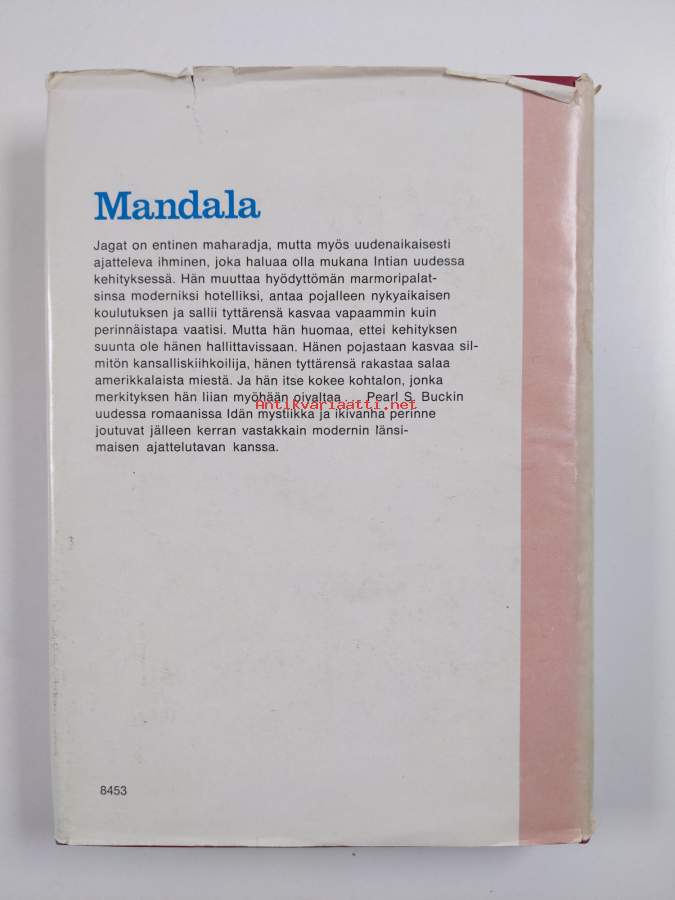 Mandala
Jagat on entinen maharadja, mutta myös uudenaikaisesti
ajatteleva ihminen, joka haluaa olla mukana Intian uudessa
kehityksessä. Hän muuttaa hyödyttömän marmoripalat-
sinsa moderniksi hotelliksi, antaa pojalleen nykyaikaisen
koulutuksen ja sallii tyttärensä kasvaa vapaammin kuin
perinnäistapa vaatisi. Mutta hän huomaa, ettei kehityksen
suunta ole hänen hallittavissaan. Hänen pojastaan kasvaa sil-
mitön kansalliskiihkoilija, hänen tyttärensä rakastaa salaa
amerikkalaista miestä. Ja hän itse kokee kohtalon, jonka
merkityksen hän liian myöhään oivaltaa Pearl S. Buckin
Antikvariaatti.net
uudessa romaanissa Idän mystiikka ja ikivanha perinne
joutuvat jälleen kerran vastakkain modernin länsi-
maisen ajattelutavan kanssa.
8453